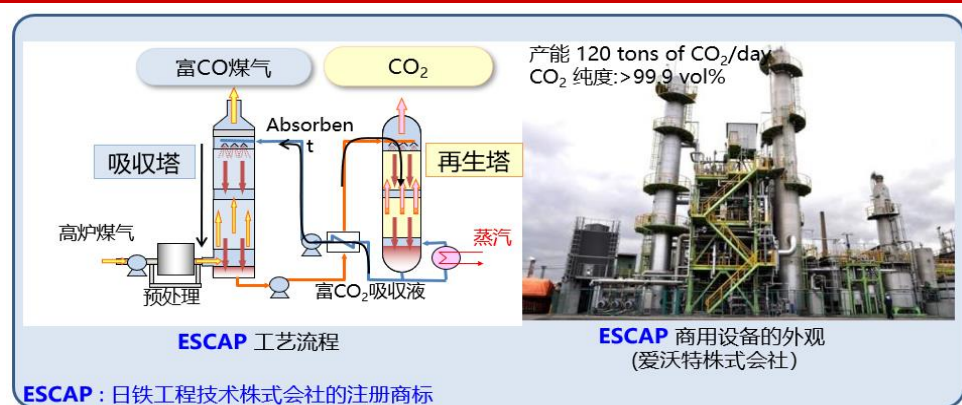 富CO煤气
CO₂
产能 120 tons of CO₂/day
CO₂ 纯度:>99.9 vol%
Absorben
t
吸收塔
再生塔
高炉煤气
蒸汽
预处理
富CO₂吸收液
ESCAP 工艺流程
ESCAP 商用设备的外观
(爱沃特株式会社)
ESCAP : 日铁工程技术株式会社的注册商标